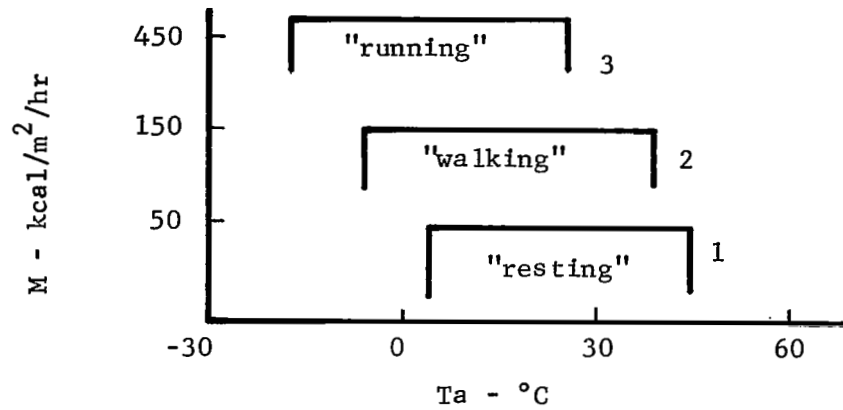 450
"running"
3
150
"walking"
2
50
"resting"
1
M - kcal/m²/hr
-30 0 30 60
Ta - °C